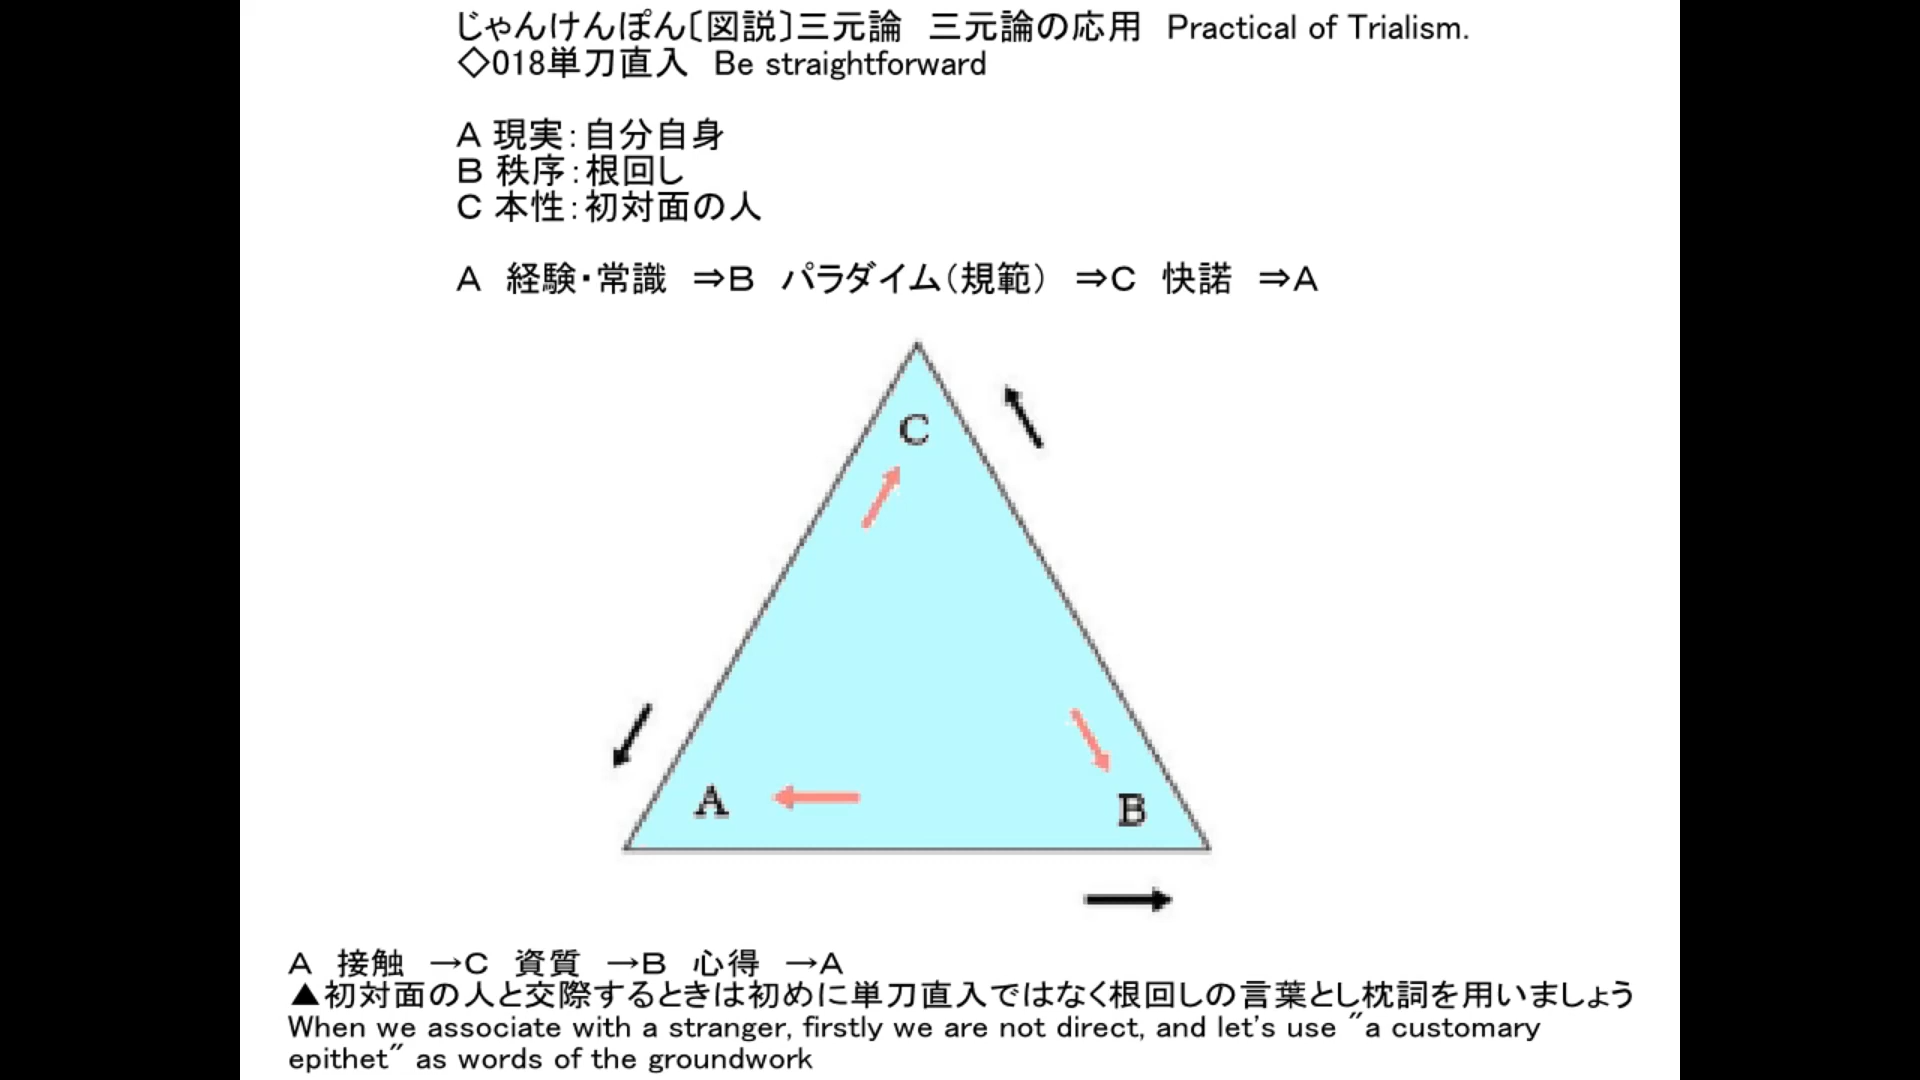 じゃんけんぽん〔図説〕三元論　三元論の応用　Practical of Trialism.
◇018単刀直入　Be straightforward
A 現実：自分自身
B 秩序：根回し
C 本性：初対面の人
A　経験・常識　⇒B　パラダイム（規範）　⇒C　快諾　⇒A
C
A
B
A　接触　→C　資質　→B　心得　→A
▲初対面の人と交際するときは初めに単刀直入ではなく根回しの言葉とし枕詞を用いましょう
When we associate with a stranger, firstly we are not direct, and let's use "a customary
epithet" as words of the groundwork